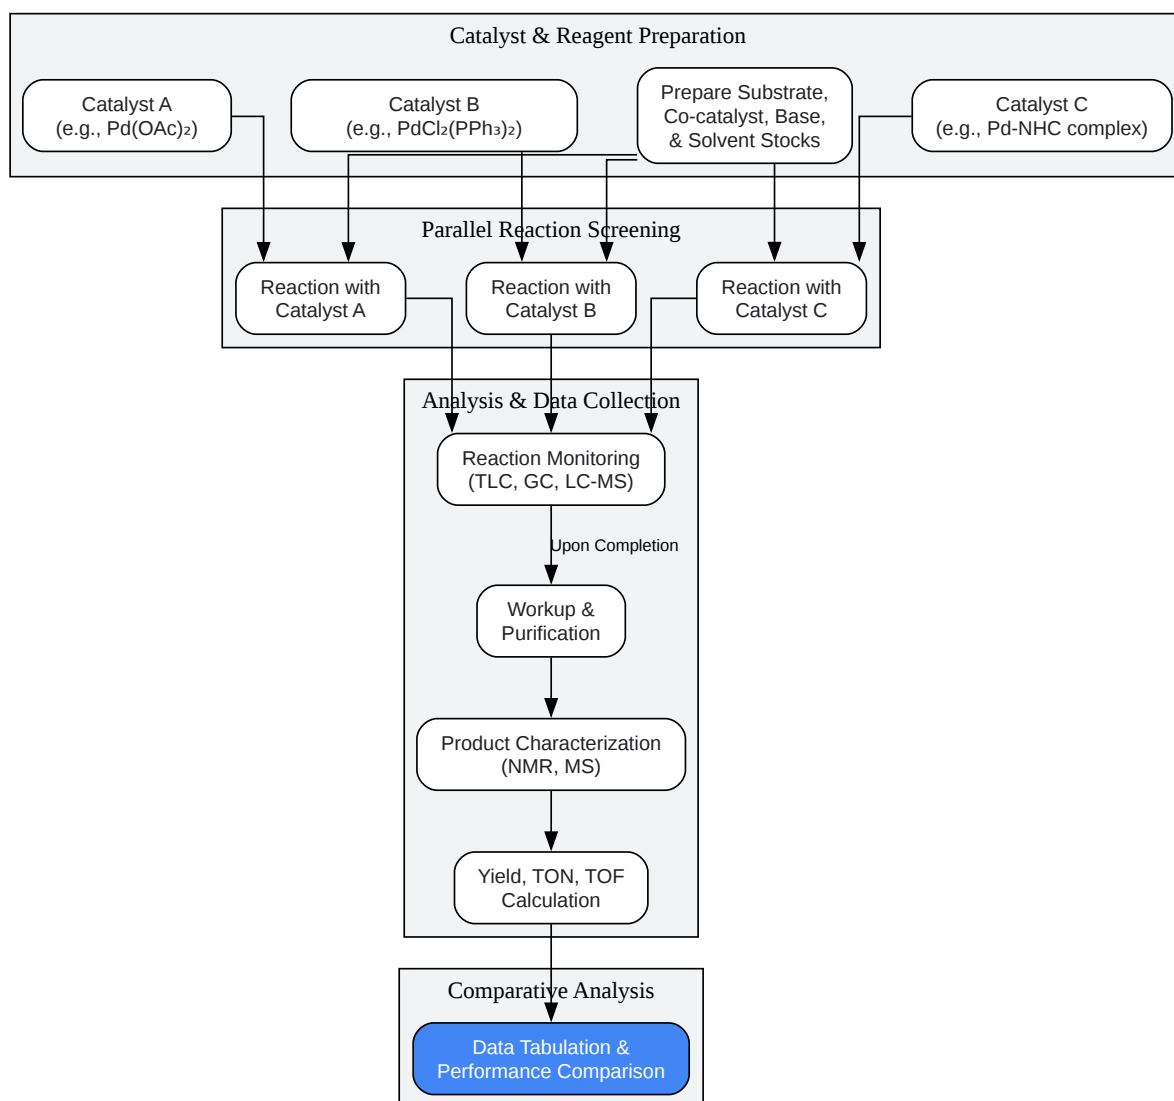 Catalyst & Reagent Preparation
Catalyst A
(e.g., Pd(OAc)₂)
Catalyst B
(e.g., PdCl₂(PPh₃)₂)
Prepare Substrate,
Co-catalyst, Base,
& Solvent Stocks
Catalyst C
(e.g., Pd-NHC complex)
Parallel Reaction Screening
Reaction with
Catalyst A
Reaction with
Catalyst B
Reaction with
Catalyst C
Analysis & Data Collection
Reaction Monitoring
(TLC, GC, LC-MS)
Upon Completion
Workup &
Purification
Product Characterization
(NMR, MS)
Yield, TON, TOF
Calculation
Comparative Analysis
Data Tabulation &
Performance Comparison